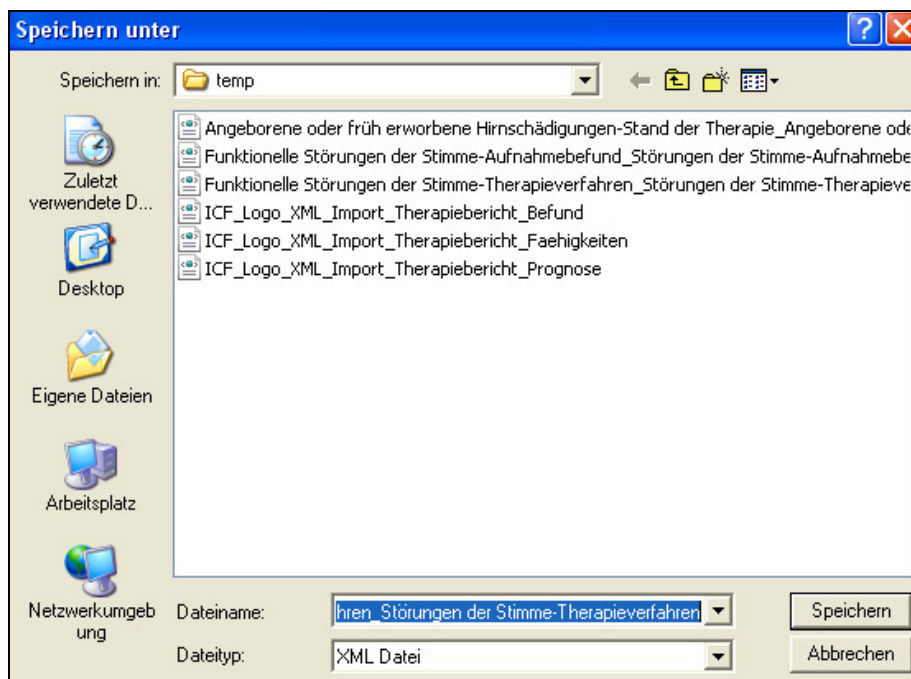 Speichern unter
Speichern in:
temp
Angeborene oder früh erworbene Hirnschädigungen-Stand der Therapie_Angeborene ode
Funktionelle Störungen der Stimme-Aufnahmebefund_Störungen der Stimme-Aufnahmebe
Funktionelle Störungen der Stimme-Therapieverfahren_Störungen der Stimme-Therapieve
ICF_Logo_XML_Import_Therapiebericht_Befund
ICF_Logo_XML_Import_Therapiebericht_Faehigkeiten
ICF_Logo_XML_Import_Therapiebericht_Prognose
Zuletzt
verwendete D...
Desktop
Eigene Dateien
Arbeitsplatz
Netzwerkumgeb
ung
Dateiname:
hren_Störungen der Stimme-Therapieverfahren
Speichern
Dateityp:
XML Datei
Abbrechen